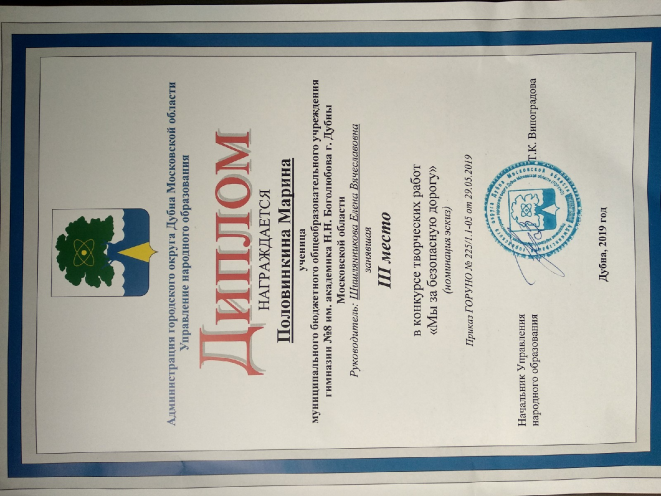 Администрация городского округа Дубна Московской области
Управление народного образования
ДИПЛОМ
НАГРАЖДАЕТСЯ
Половинкина Марина
ученица
муниципального бюджетного общеобразовательного учреждения
гимназии №8 им. академика Н.Н. Боголюбова г. Дубны
Московской области
Руководитель: Шишлянникова Елена Вячеславовна
занявшая
III место
в конкурсе творческих работ
«Мы за безопасную дорогу»
(номинация эскиз)
Приказ ГОРУНО № 225/1.1-05 от 29.03.2019
Начальник Управления
народного образования
Т.К. Виноградова
Дубна, 2019 год